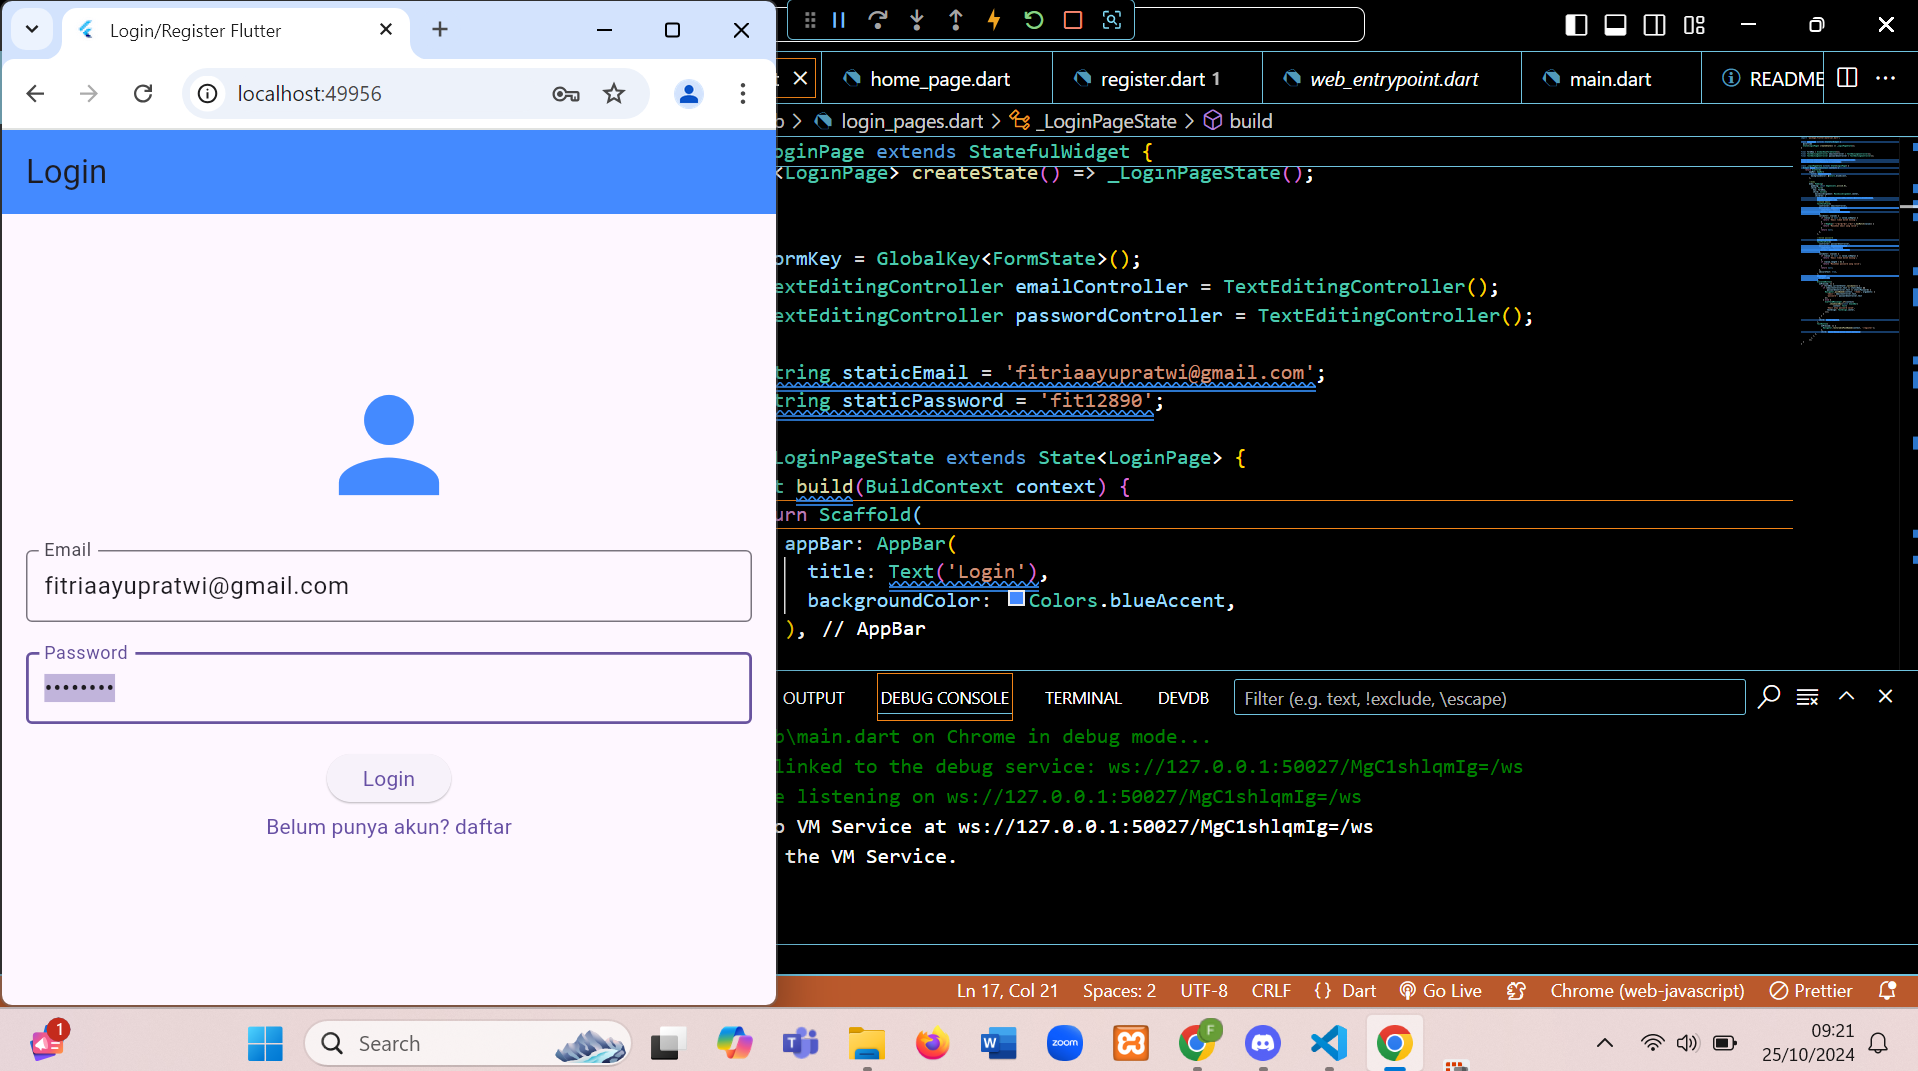 Login/Register Flutter
localhost:49956
Login
Email
fitriaayupratwi@gmail.com
Password
••••••••
Login
Belum punya akun? daftar
home_page.dart
register.dart 1
web_entrypoint.dart
main.dart
README
login_pages.dart
_LoginPageState
build
oginPage extends StatefulWidget {
<LoginPage> createState() => _LoginPageState();
ormKey = GlobalKey<FormState>();
extEditingController emailController = TextEditingController();
extEditingController passwordController = TextEditingController();
tring staticEmail = 'fitriaayupratwi@gmail.com';
tring staticPassword = 'fit12890';
LoginPageState extends State<LoginPage> {
t build(BuildContext context) {
urn Scaffold(
appBar: AppBar(
title: Text('Login'),
backgroundColor: Colors.blueAccent,
), // AppBar
OUTPUT
DEBUG CONSOLE
TERMINAL
DEVDB
Filter (e.g. text, !exclude, \escape)
b\main.dart on Chrome in debug mode...
linked to the debug service: ws://127.0.0.1:50027/MgC1shlqmIg=/ws
e listening on ws://127.0.0.1:50027/MgC1shlqmIg=/ws
o VM Service at ws://127.0.0.1:50027/MgC1shlqmIg=/ws
the VM Service.
Ln 17, Col 21
Spaces: 2
UTF-8
CRLF
{ } Dart
Go Live
Chrome (web-javascript)
Prettier
1
Search
zoom
F
09:21
25/10/2024